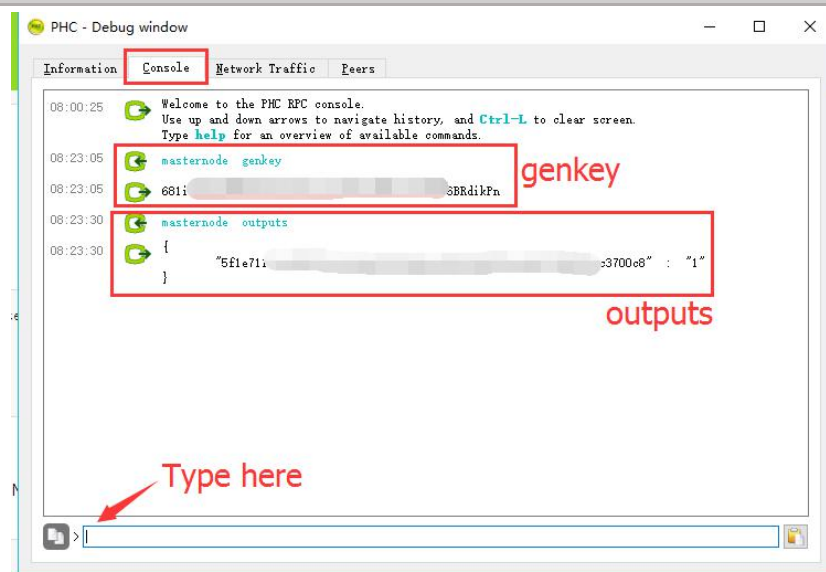 PHC - Debug window
Information Console Network Traffic Peers
08:00:25 Welcome to the PHC RPC console.
Use up and down arrows to navigate history, and Ctrl-L to clear screen.
Type help for an overview of available commands.
08:23:05 masternode genkey
genkey
08:23:05 681i 6BRdikPn
08:23:30 masternode outputs
08:23:30 {
"5f1e71 c3700c8" : "1"
}
outputs
Type here
>